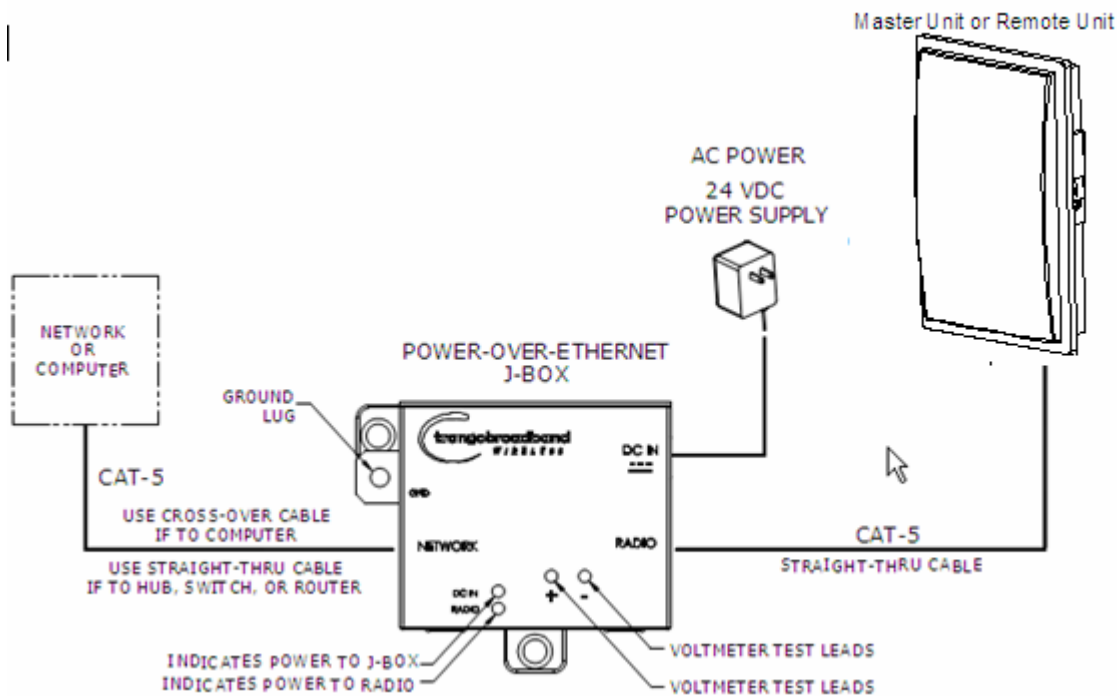 Master Unit or Remote Unit
AC POWER
24 VDC
POWER SUPPLY
NETWORK
OR
COMPUTER
POWER-OVER-ETHERNET
J-BOX
GROUND
LUG
trangobroadband
WIRELESS
DC IN
GND
CAT-5
USE CROSS-OVER CABLE
IF TO COMPUTER
NETWORK
RADIO
CAT-5
STRAIGHT-THRU CABLE
USE STRAIGHT-THRU CABLE
IF TO HUB, SWITCH, OR ROUTER
DC IN
RADIO
+ -
INDICATES POWER TO J-BOX
INDICATES POWER TO RADIO
VOLTMETER TEST LEADS
VOLTMETER TEST LEADS